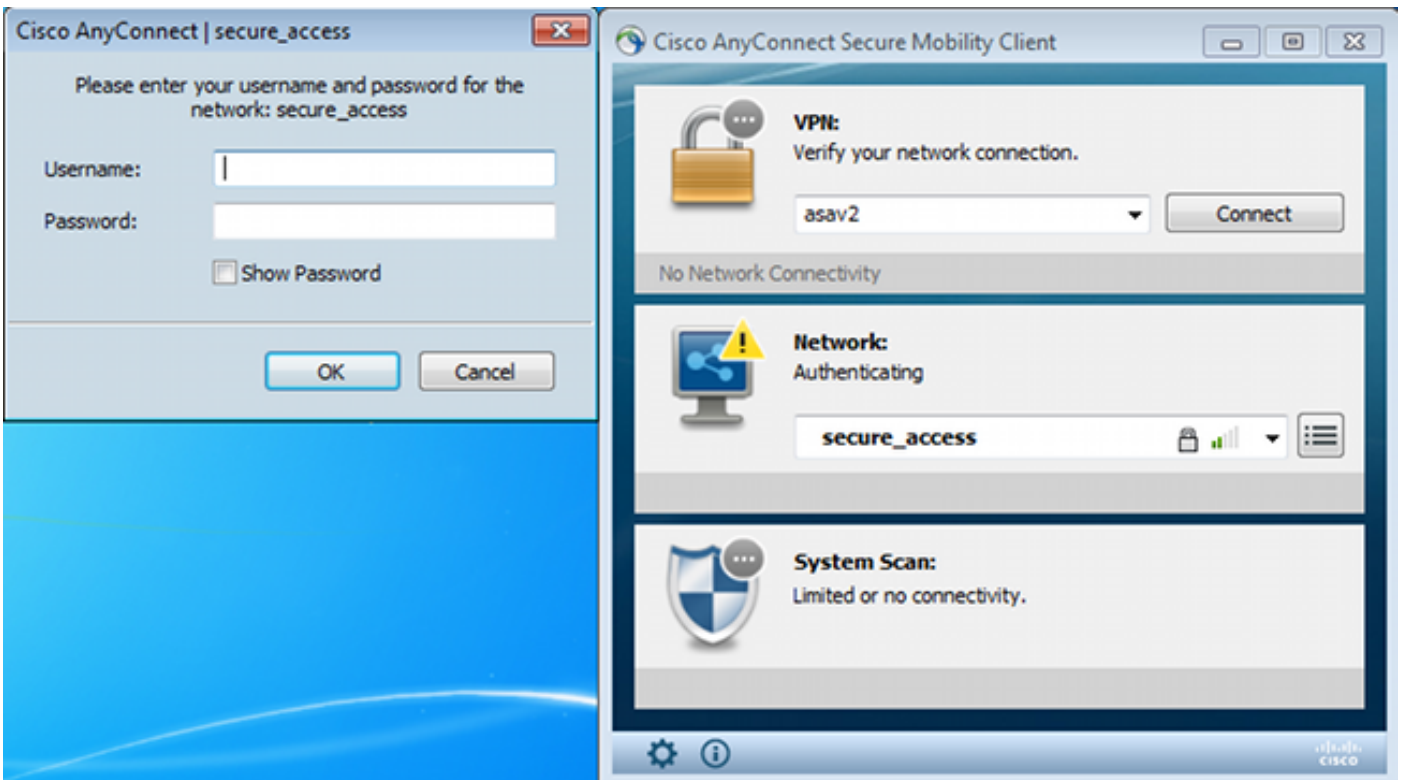 Cisco AnyConnect | secure_access
Please enter your username and password for the
network: secure_access
Username:
Password:
Show Password
OK
Cancel
Cisco AnyConnect Secure Mobility Client
VPN:
Verify your network connection.
asav2
Connect
No Network Connectivity
Network:
Authenticating
secure_access
System Scan:
Limited or no connectivity.
CISCO